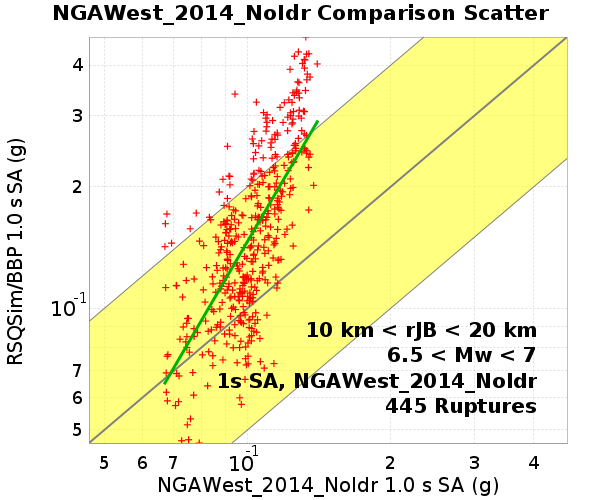 NGAWest_2014_NoIdr Comparison Scatter
RSQSim/BBP 1.0 s SA (g)
4
3
2
10⁻¹
7
6
5
10 km < rJB < 20 km
6.5 < Mw < 7
1s SA, NGAWest_2014_NoIdr
445 Ruptures
5 6 7 10⁻¹ 2 3 4
NGAWest_2014_NoIdr 1.0 s SA (g)